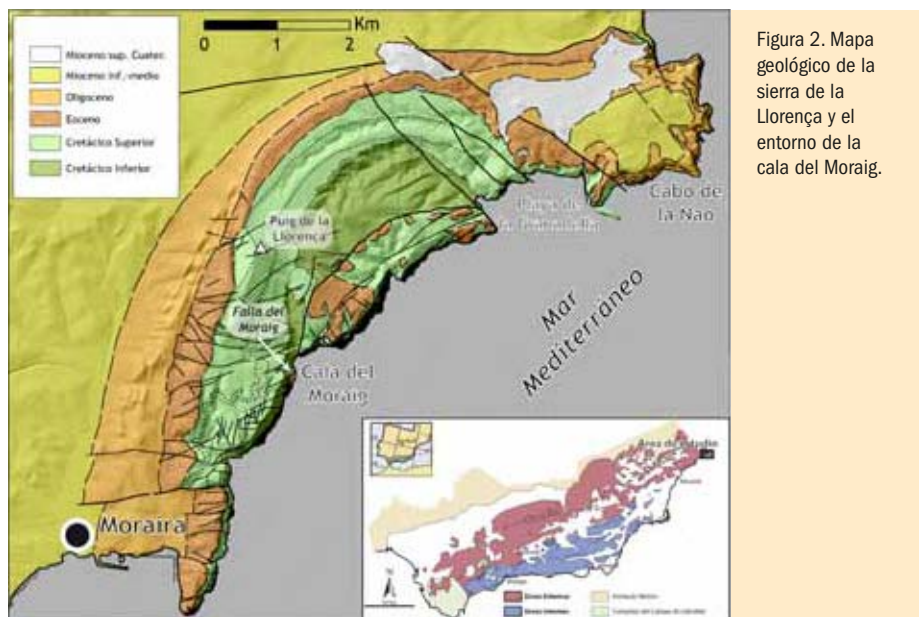 0
1
2
Km
Mioceno sup. Cuater.
Mioceno inf.-medio
Oligoceno
Eoceno
Cretácico Superior
Cretácico Inferior
Puig de la
Llorença
Falla del
Moraig
Cala del
Moraig
Playa de
Cabo de
la Nao
Mar
Mediterráneo
Moraira
Área de estudio
Figura 2. Mapa
geológico de la
sierra de la
Llorença y el
entorno de la
cala del Moraig.